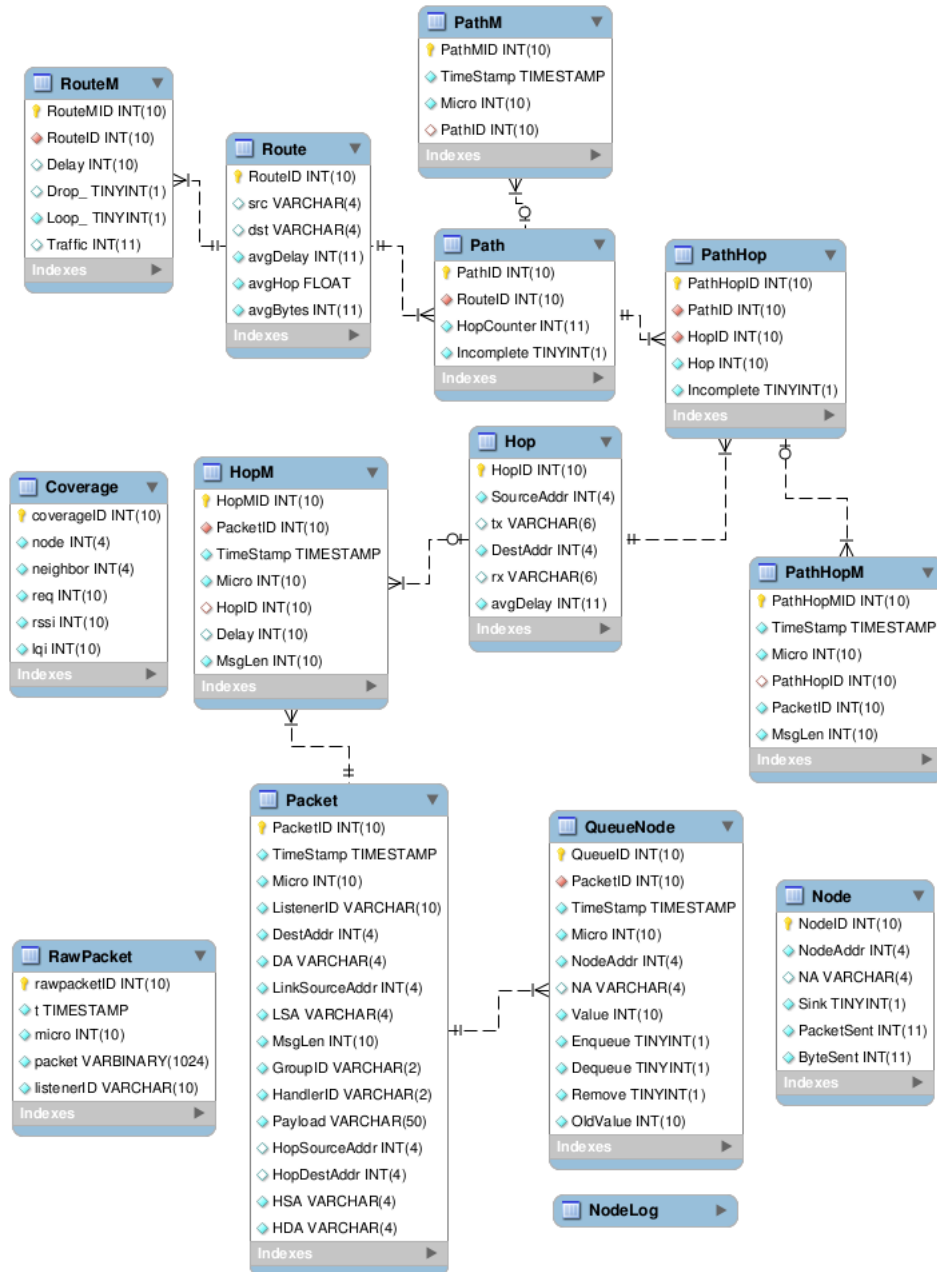 PathM
PathMID INT(10)
TimeStamp TIMESTAMP
Micro INT(10)
PathID INT(10)
Indexes
RouteM
RouteMID INT(10)
RouteID INT(10)
Delay INT(10)
Drop_ TINYINT(1)
Loop_ TINYINT(1)
Traffic INT(11)
Indexes
Route
RouteID INT(10)
src VARCHAR(4)
dst VARCHAR(4)
avgDelay INT(11)
avgHop FLOAT
avgBytes INT(11)
Indexes
Path
PathID INT(10)
RouteID INT(10)
HopCounter INT(11)
Incomplete TINYINT(1)
Indexes
PathHop
PathHopID INT(10)
PathID INT(10)
HopID INT(10)
Hop INT(10)
Incomplete TINYINT(1)
Indexes
Coverage
coverageID INT(10)
node INT(4)
neighbor INT(4)
req INT(10)
rssi INT(10)
lqi INT(10)
Indexes
HopM
HopMID INT(10)
PacketID INT(10)
TimeStamp TIMESTAMP
Micro INT(10)
HopID INT(10)
Delay INT(10)
MsgLen INT(10)
Indexes
Hop
HopID INT(10)
SourceAddr INT(4)
tx VARCHAR(6)
DestAddr INT(4)
rx VARCHAR(6)
avgDelay INT(11)
Indexes
PathHopM
PathHopMID INT(10)
TimeStamp TIMESTAMP
Micro INT(10)
PathHopID INT(10)
PacketID INT(10)
MsgLen INT(10)
Indexes
Packet
PacketID INT(10)
TimeStamp TIMESTAMP
Micro INT(10)
ListenerID VARCHAR(10)
DestAddr INT(4)
DA VARCHAR(4)
LinkSourceAddr INT(4)
LSA VARCHAR(4)
MsgLen INT(10)
GroupID VARCHAR(2)
HandlerID VARCHAR(2)
Payload VARCHAR(50)
HopSourceAddr INT(4)
HopDestAddr INT(4)
HSA VARCHAR(4)
HDA VARCHAR(4)
Indexes
QueueNode
QueueID INT(10)
PacketID INT(10)
TimeStamp TIMESTAMP
Micro INT(10)
NodeAddr INT(4)
NA VARCHAR(4)
Value INT(10)
Enqueue TINYINT(1)
Dequeue TINYINT(1)
Remove TINYINT(1)
OldValue INT(10)
Indexes
Node
NodeID INT(10)
NodeAddr INT(4)
NA VARCHAR(4)
Sink TINYINT(1)
PacketSent INT(11)
ByteSent INT(11)
Indexes
RawPacket
rawpacketID INT(10)
t TIMESTAMP
micro INT(10)
packet VARBINARY(1024)
listenerID VARCHAR(10)
Indexes
NodeLog